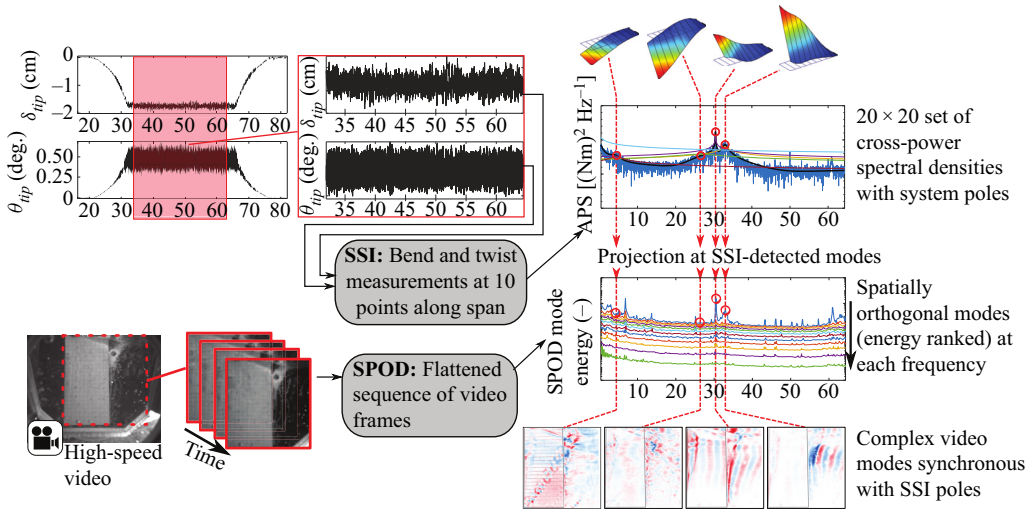 δtip (cm)
0
−1
−2
20 30 40 50 60 70 80
θtip (deg.)
0.50
0.25
0
20 30 40 50 60 70 80
δtip (cm)
35 40 45 50 55 60
θtip (deg.)
35 40 45 50 55 60
SSI: Bend and twist
measurements at 10
points along span
APS [(Nm)² Hz⁻¹]
10 20 30 40 50 60
20 × 20 set of
cross-power
spectral densities
with system poles
Projection at SSI-detected modes
SPOD mode
energy (–)
10 20 30 40 50 60
Spatially
orthogonal modes
(energy ranked) at
each frequency
High-speed
video
Time
SPOD: Flattened
sequence of video
frames
Complex video
modes synchronous
with SSI poles